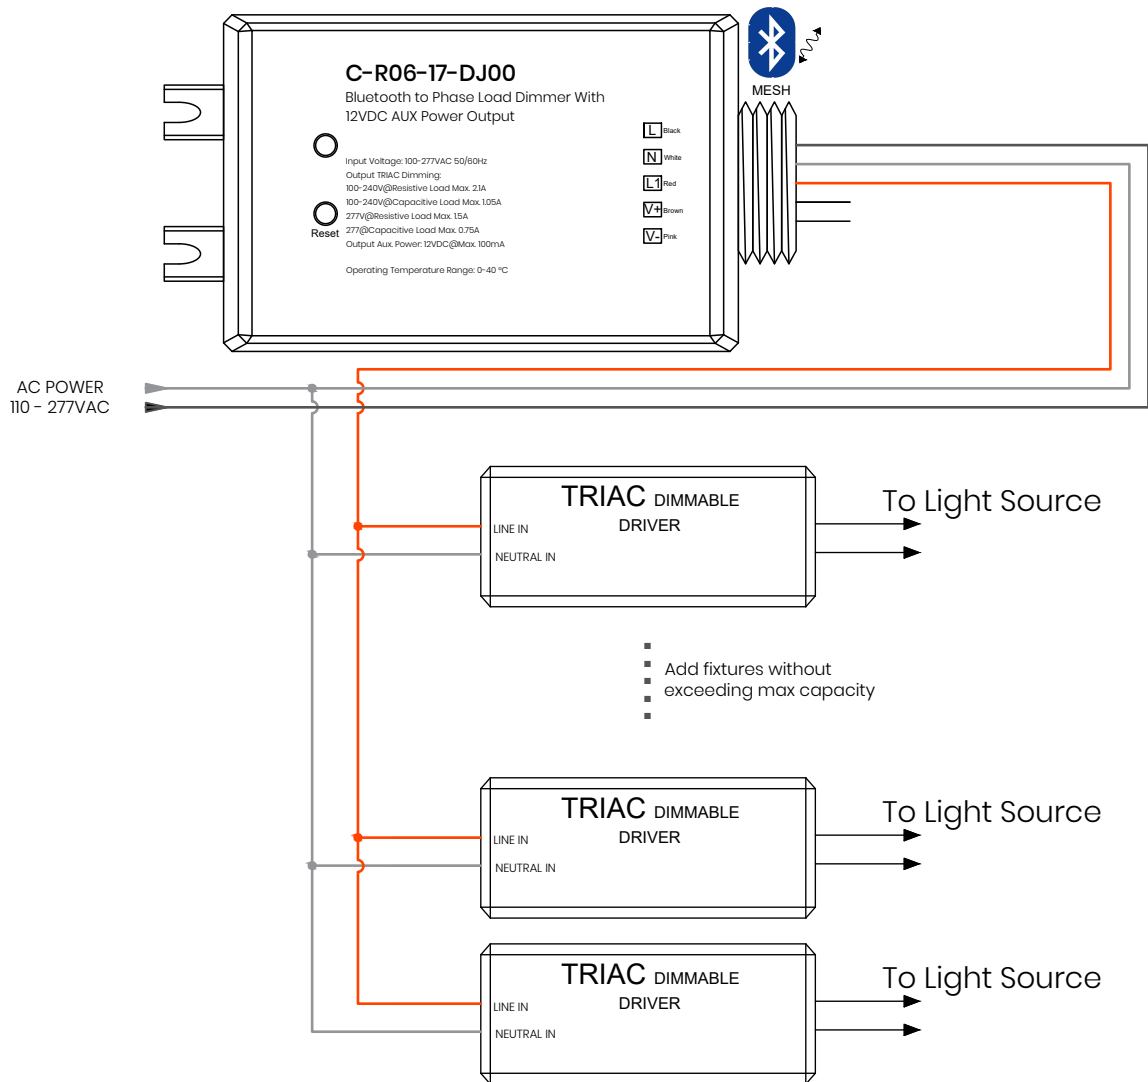 C-R06-17-DJ00
Bluetooth to Phase Load Dimmer With
12VDC AUX Power Output
MESH
Input Voltage: 100-277VAC 50/60Hz
Output TRIAC Dimming:
100-240V@Resistive Load Max. 2.1A
100-240V@Capacitive Load Max. 1.05A
277V@Resistive Load Max. 1.5A
277@Capacitive Load Max. 0.75A
Output Aux. Power: 12VDC@Max. 100mA
Operating Temperature Range: 0-40 °C
Reset
L Black
N White
L1 Red
V+ Brown
V- Pink
AC POWER
110 - 277VAC
TRIAC DIMMABLE
DRIVER
LINE IN
NEUTRAL IN
To Light Source
Add fixtures without
exceeding max capacity
TRIAC DIMMABLE
DRIVER
LINE IN
NEUTRAL IN
To Light Source
TRIAC DIMMABLE
DRIVER
LINE IN
NEUTRAL IN
To Light Source